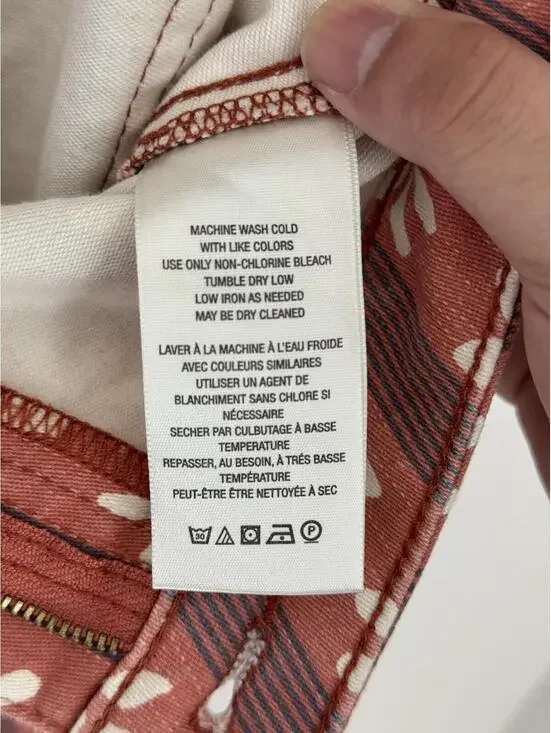 MACHINE WASH COLD
WITH LIKE COLORS
USE ONLY NON-CHLORINE BLEACH
TUMBLE DRY LOW
LOW IRON AS NEEDED
MAY BE DRY CLEANED
LAVER À LA MACHINE À L'EAU FROIDE
AVEC COULEURS SIMILAIRES
UTILISER UN AGENT DE
BLANCHIMENT SANS CHLORE SI
NÉCESSAIRE
SECHER PAR CULBUTAGE À BASSE
TEMPERATURE
REPASSER, AU BESOIN, À TRÉS BASSE
TEMPÉRATURE
PEUT-ÊTRE ÊTRE NETTOYÉE À SEC
30 P